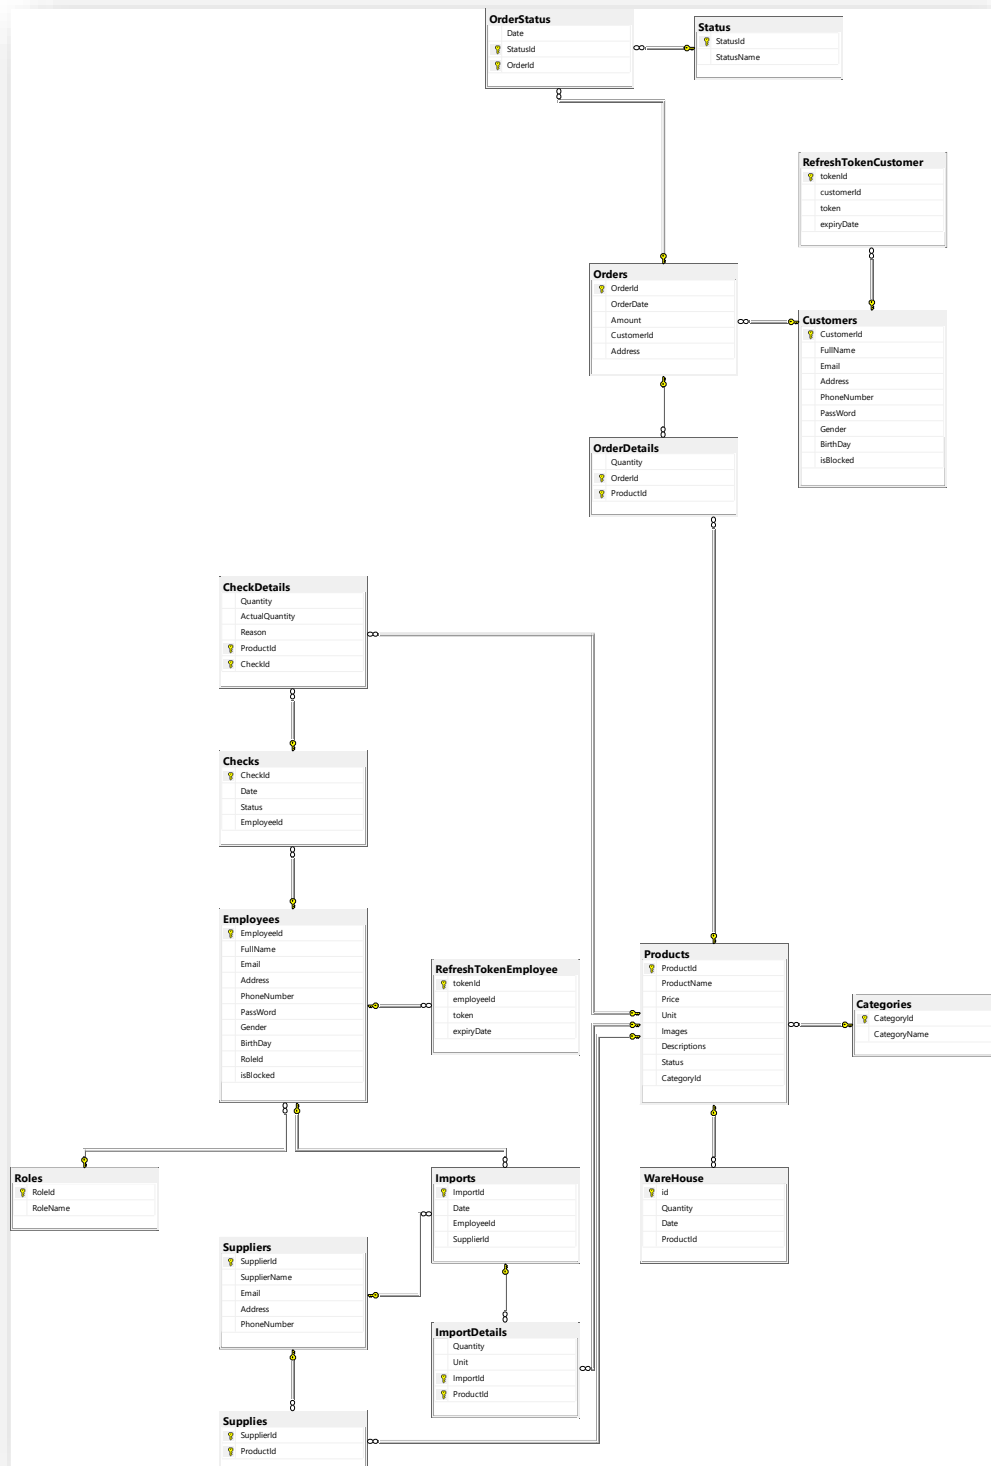 OrderStatus
Date
StatusId
OrderId
Status
StatusId
StatusName
RefreshTokenCustomer
tokenId
customerId
token
expiryDate
Orders
OrderId
OrderDate
Amount
CustomerId
Address
Customers
CustomerId
FullName
Email
Address
PhoneNumber
PassWord
Gender
BirthDay
isBlocked
OrderDetails
Quantity
OrderId
ProductId
CheckDetails
Quantity
ActualQuantity
Reason
ProductId
CheckId
Checks
CheckId
Date
Status
EmployeeId
Employees
EmployeeId
FullName
Email
Address
PhoneNumber
PassWord
Gender
BirthDay
RoleId
isBlocked
RefreshTokenEmployee
tokenId
employeeId
token
expiryDate
Products
ProductId
ProductName
Price
Unit
Images
Descriptions
Status
CategoryId
Categories
CategoryId
CategoryName
Roles
RoleId
RoleName
Imports
ImportId
Date
EmployeeId
SupplierId
WareHouse
id
Quantity
Date
ProductId
Suppliers
SupplierId
SupplierName
Email
Address
PhoneNumber
ImportDetails
Quantity
Unit
ImportId
ProductId
Supplies
SupplierId
ProductId